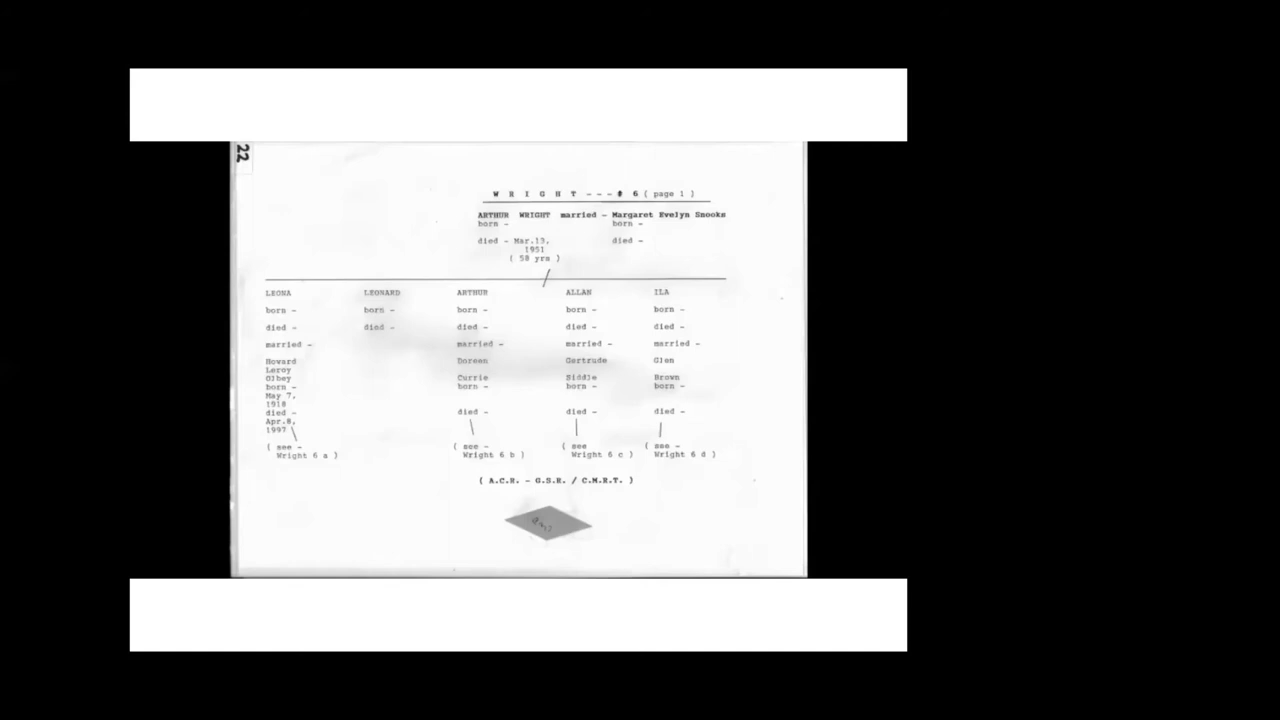 22
W R I G H T - - - # 6 ( page 1 )
ARTHUR WRIGHT married - Margaret Evelyn Snooks
born - born -
died - Mar.13, died -
1951
( 58 yrs )
LEONA LEONARD ARTHUR ALLAN ILA
born - born - born - born - born -
died - died - died - died - died -
married - married - married - married -
Howard Doreen Gertrude Glen
Leroy
Olbey Currie Siddle Brown
born - born - born - born -
May 7,
1918
died - died - died - died -
Apr.8,
1997
( see - ( see - ( see ( see -
Wright 6 a ) Wright 6 b ) Wright 6 c ) Wright 6 d )
( A.C.R. - G.S.R. / C.M.R.T. )